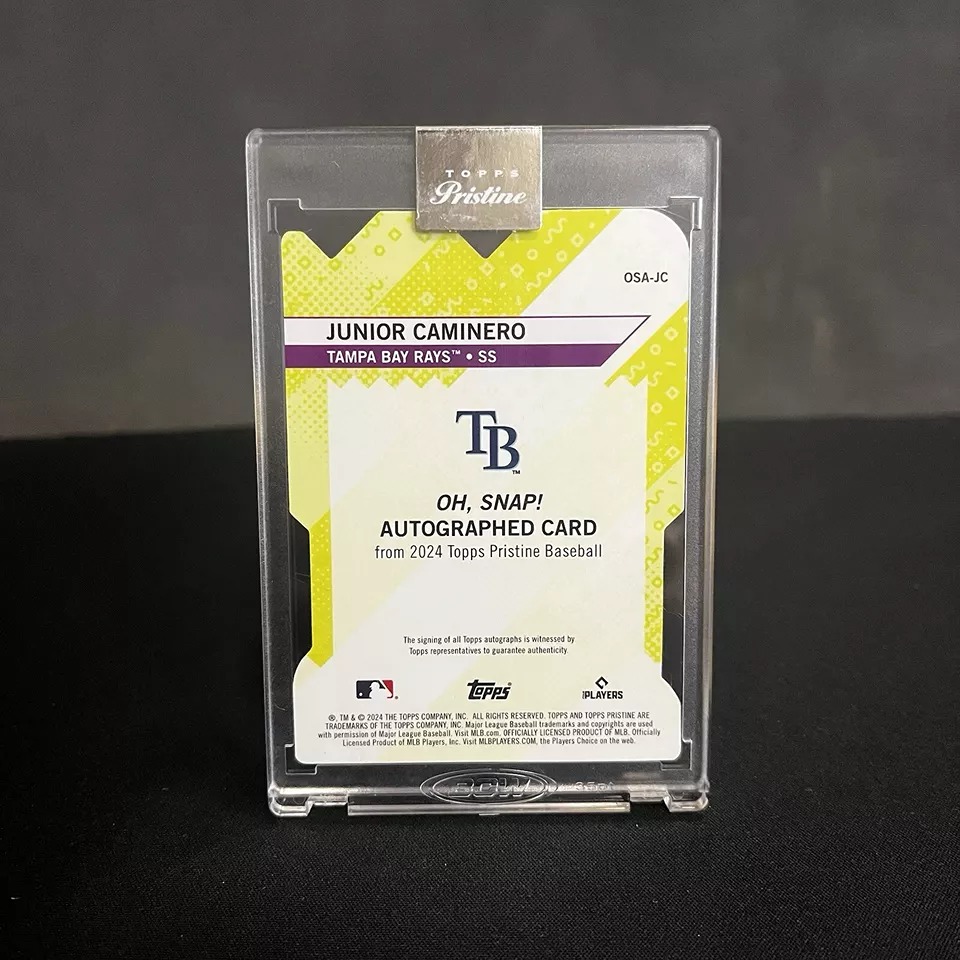 TOPPS
Pristine
OSA-JC
JUNIOR CAMINERO
TAMPA BAY RAYS™ • SS
TB™
OH, SNAP!
AUTOGRAPHED CARD
from 2024 Topps Pristine Baseball
The signing of all Topps autographs is witnessed by
Topps representatives to guarantee authenticity.
Topps®
PLAYERS
®, TM & © 2024 THE TOPPS COMPANY, INC. ALL RIGHTS RESERVED. TOPPS AND TOPPS PRISTINE ARE
TRADEMARKS OF THE TOPPS COMPANY, INC. Major League Baseball trademarks and copyrights are used
with permission of Major League Baseball. Visit MLB.com. OFFICIALLY LICENSED PRODUCT OF MLB. Officially
Licensed Product of MLB Players, Inc. Visit MLBPLAYERS.COM, the Players Choice on the web.
BCW